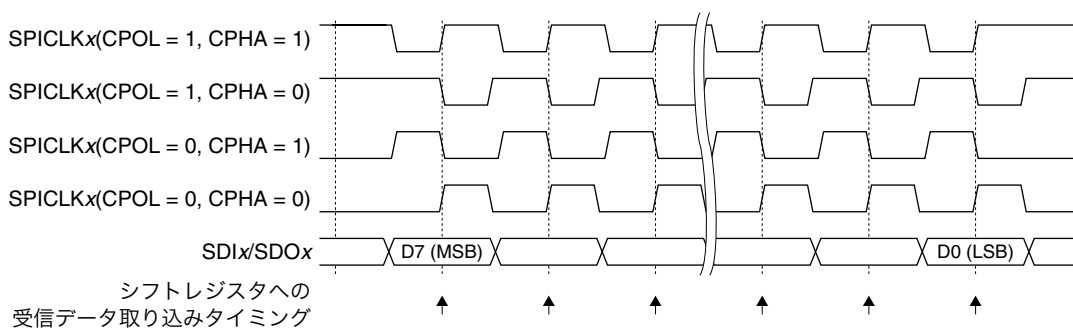 SPICLKx(CPOL = 1, CPHA = 1)
SPICLKx(CPOL = 1, CPHA = 0)
SPICLKx(CPOL = 0, CPHA = 1)
SPICLKx(CPOL = 0, CPHA = 0)
SDIx/SDOx
D7 (MSB)
D0 (LSB)
シフトレジスタへの
受信データ取り込みタイミング